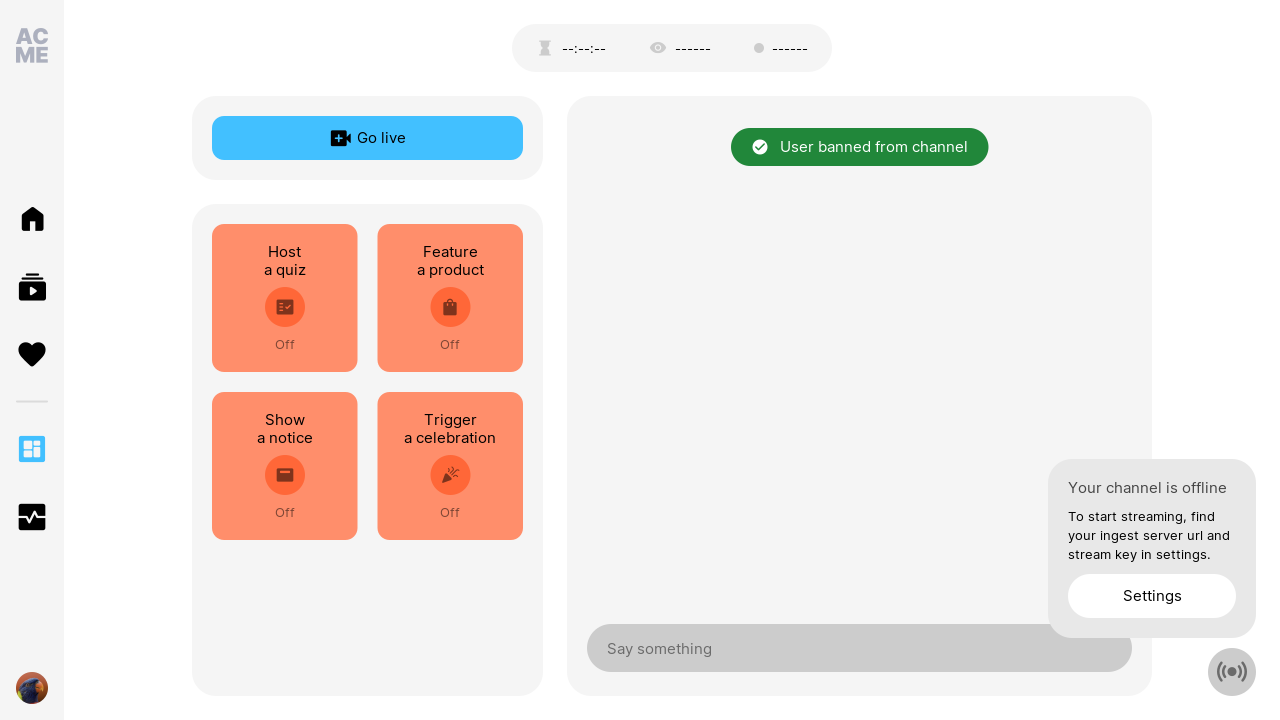 AC
ME
--:--:--
------
------
Go live
User banned from channel
Host
a quiz
Off
Feature
a product
Off
Show
a notice
Off
Trigger
a celebration
Off
Your channel is offline
To start streaming, find
your ingest server url and
stream key in settings.
Settings
Say something